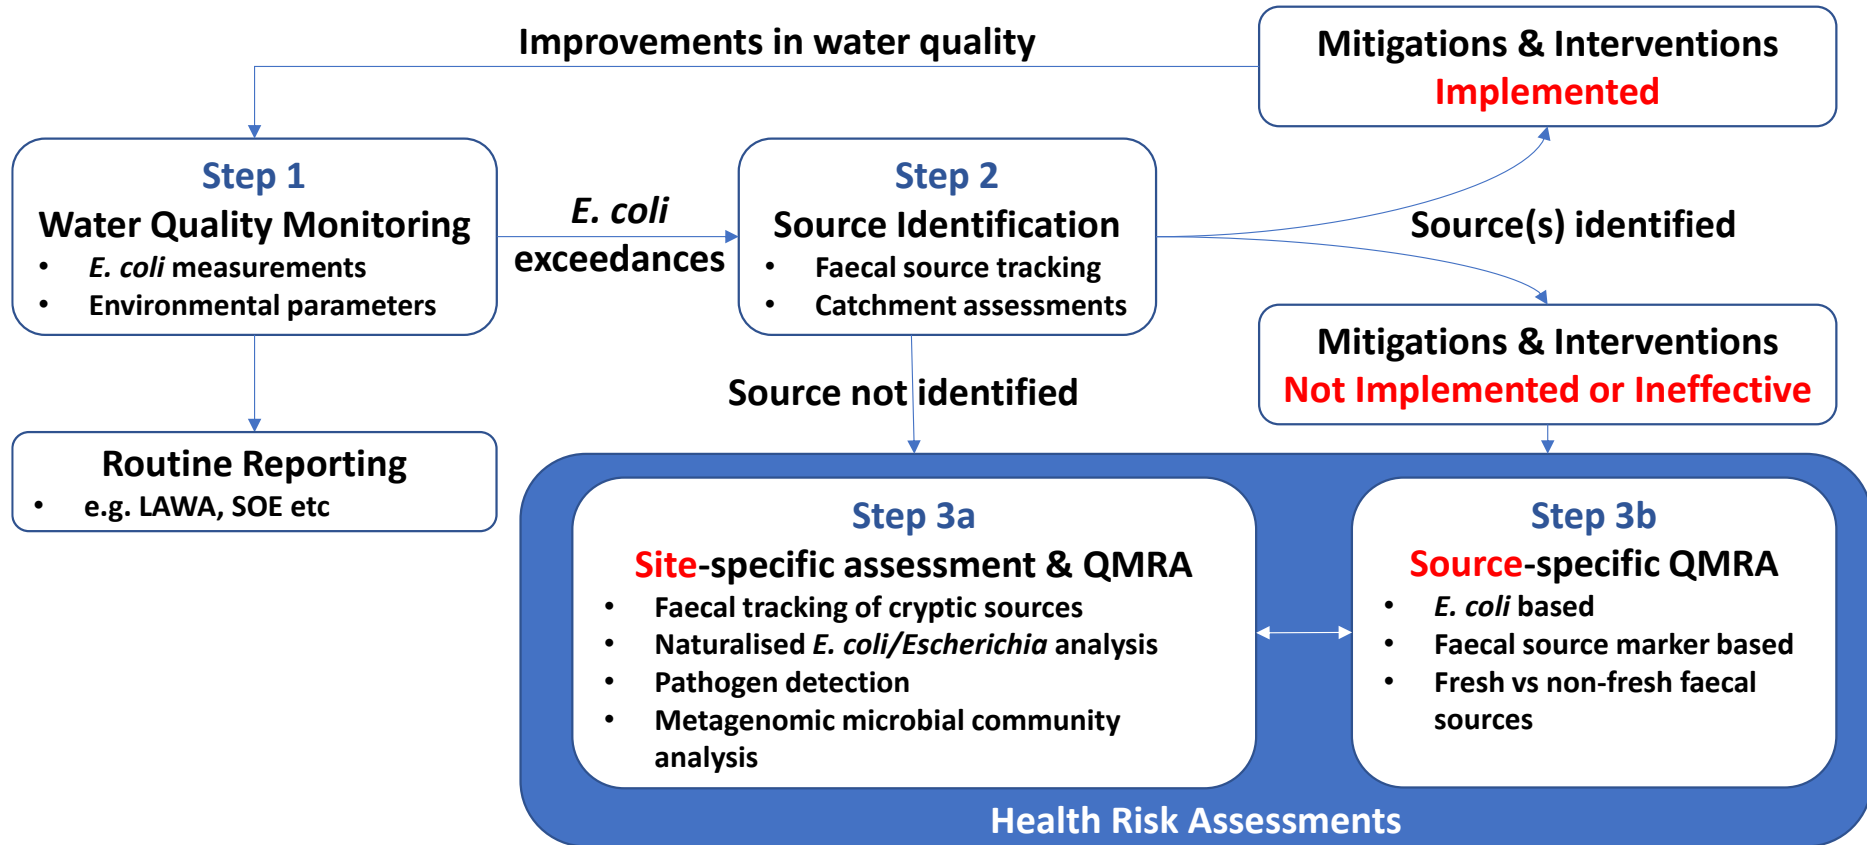 Improvements in water quality
Mitigations & Interventions
Implemented
Step 1
Water Quality Monitoring
• E. coli measurements
• Environmental parameters
E. coli
exceedances
Step 2
Source Identification
• Faecal source tracking
• Catchment assessments
Source(s) identified
Mitigations & Interventions
Not Implemented or Ineffective
Source not identified
Routine Reporting
• e.g. LAWA, SOE etc
Step 3a
Site-specific assessment & QMRA
• Faecal tracking of cryptic sources
• Naturalised E. coli/Escherichia analysis
• Pathogen detection
• Metagenomic microbial community
analysis
Step 3b
Source-specific QMRA
• E. coli based
• Faecal source marker based
• Fresh vs non-fresh faecal
sources
Health Risk Assessments